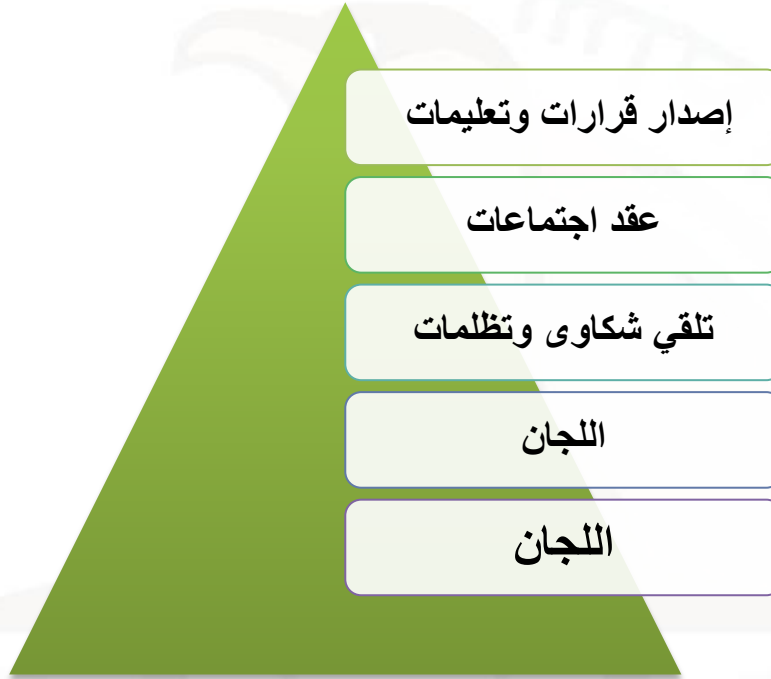 إصدار قرارات وتعليمات
عقد اجتماعات
تلقي شكاوى وتظلمات
اللجان
اللجان